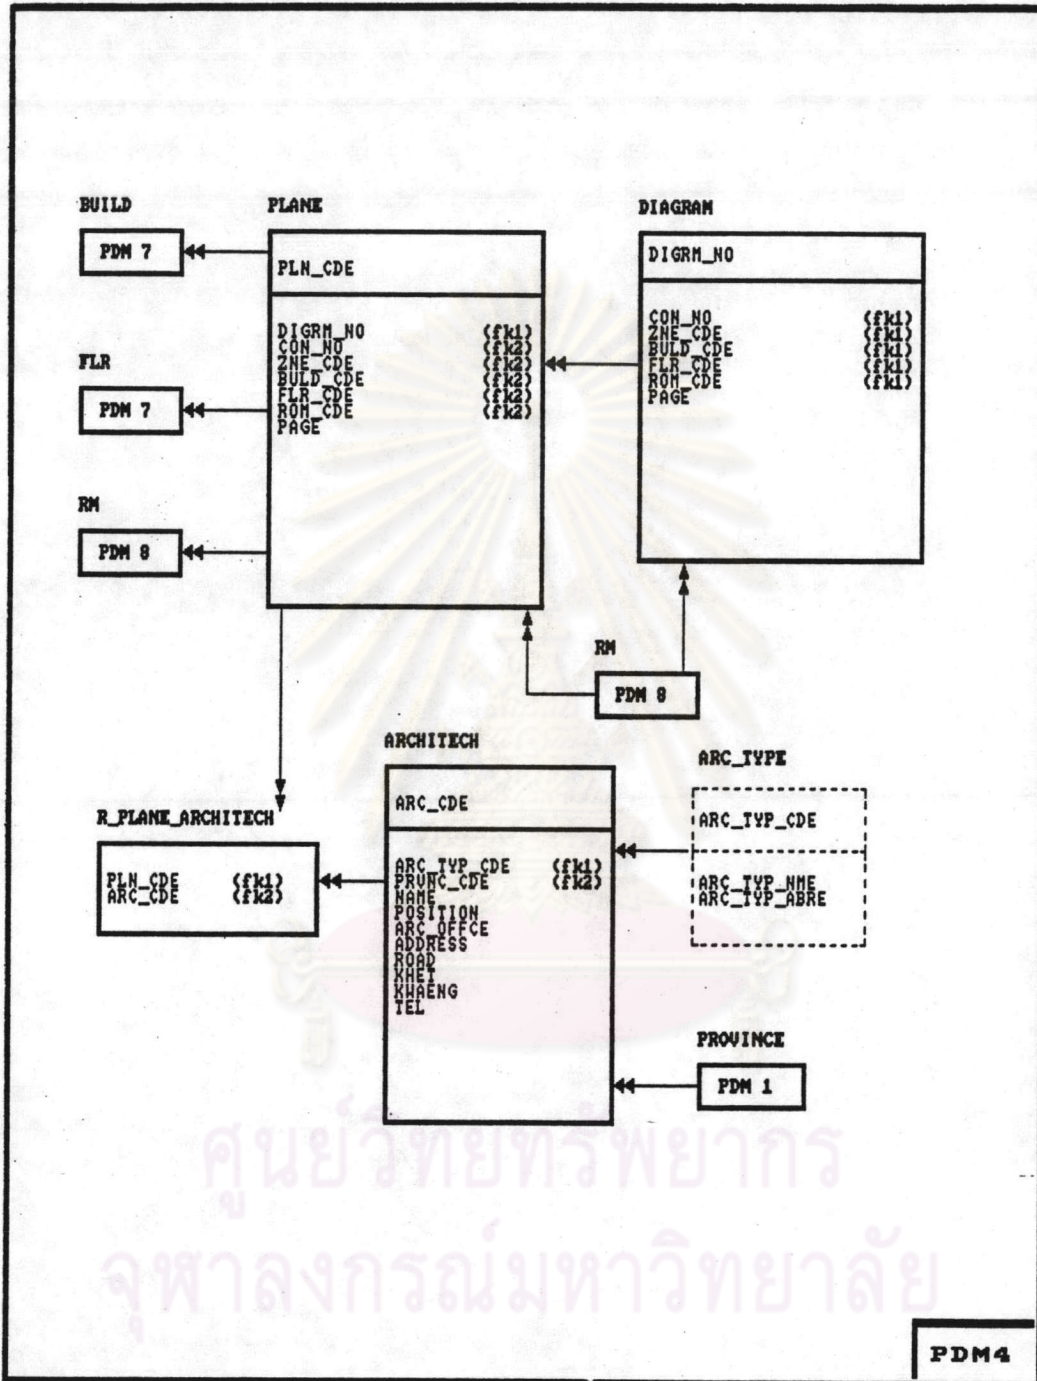 BUILD
PDM 7
FLR
PDM 7
RM
PDM 8
PLANE
PLN_CDE
DIGRM_NO (fk1)
CON_NO (fk2)
ZNE_CDE (fk2)
BULD_CDE (fk2)
FLR_CDE (fk2)
ROM_CDE (fk2)
PAGE
DIAGRAM
DIGRM_NO
CON_NO (fk1)
ZNE_CDE (fk1)
BULD_CDE (fk1)
FLR_CDE (fk1)
ROM_CDE (fk1)
PAGE
RM
PDM 8
R_PLANE_ARCHITECH
PLN_CDE (fk1)
ARC_CDE (fk2)
ARCHITECH
ARC_CDE
ARC_TYP_CDE (fk1)
PRVNC_CDE (fk2)
NAME
POSITION
ARC_OFFCE
ADDRESS
ROAD
KHET
KWAENG
TEL
ARC_TYPE
ARC_TYP_CDE
ARC_TYP_NME
ARC_TYP_ABRE
PROVINCE
PDM 1
ศูนย์วิทยทรัพยากร
จุฬาลงกรณ์มหาวิทยาลัย
PDM4